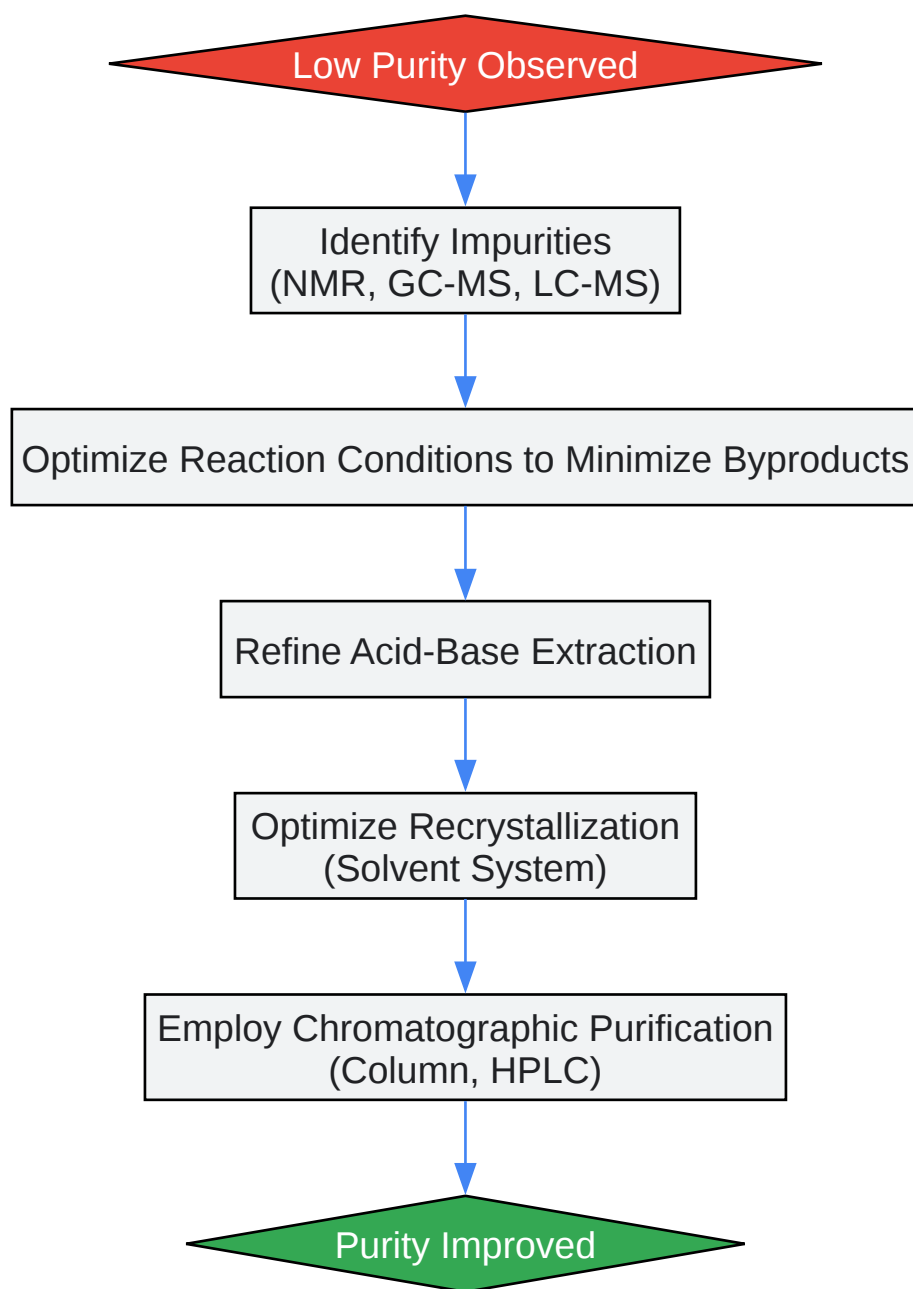 Low Purity Observed
Identify Impurities
(NMR, GC-MS, LC-MS)
Optimize Reaction Conditions to Minimize Byproducts
Refine Acid-Base Extraction
Optimize Recrystallization
(Solvent System)
Employ Chromatographic Purification
(Column, HPLC)
Purity Improved